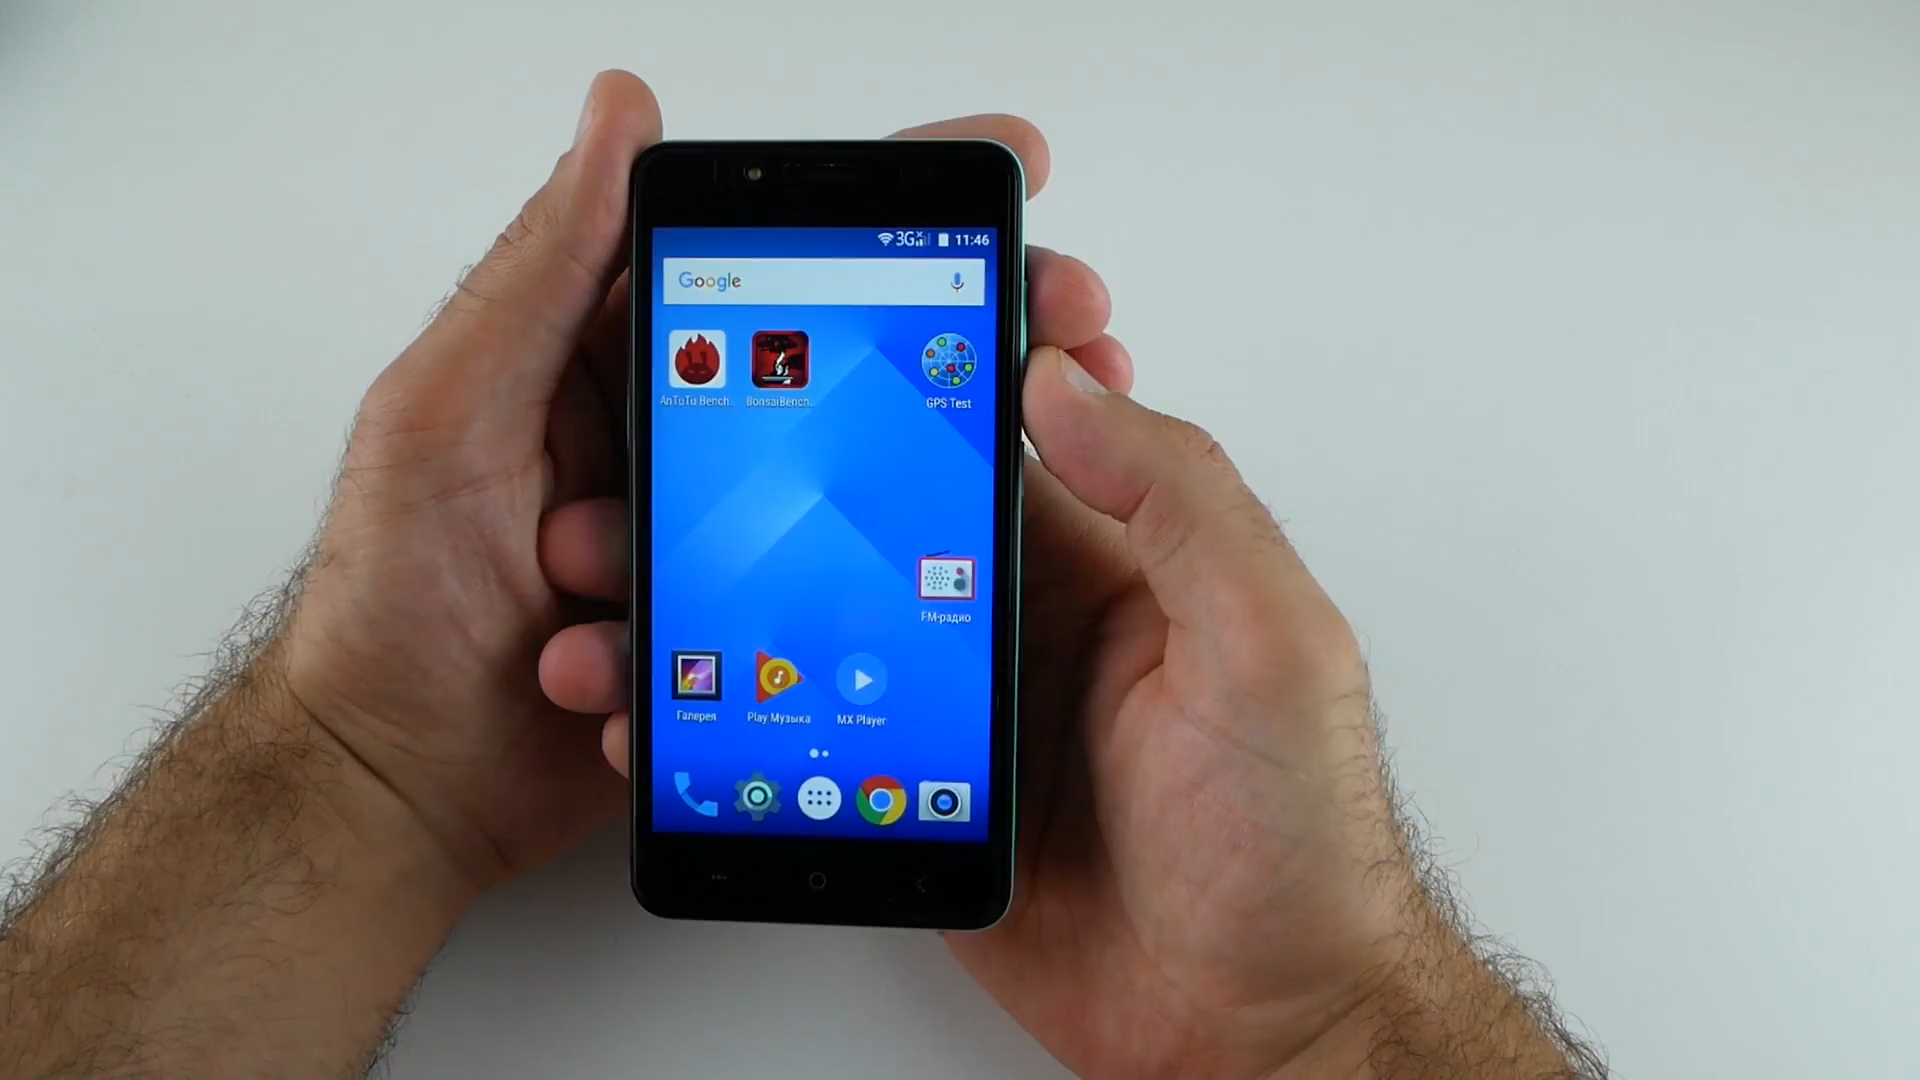 3G 11:46
Google
AnTuTu Bench..
BonsaiBench..
GPS Test
FM-радио
Галерея
Play Музыка
MX Player